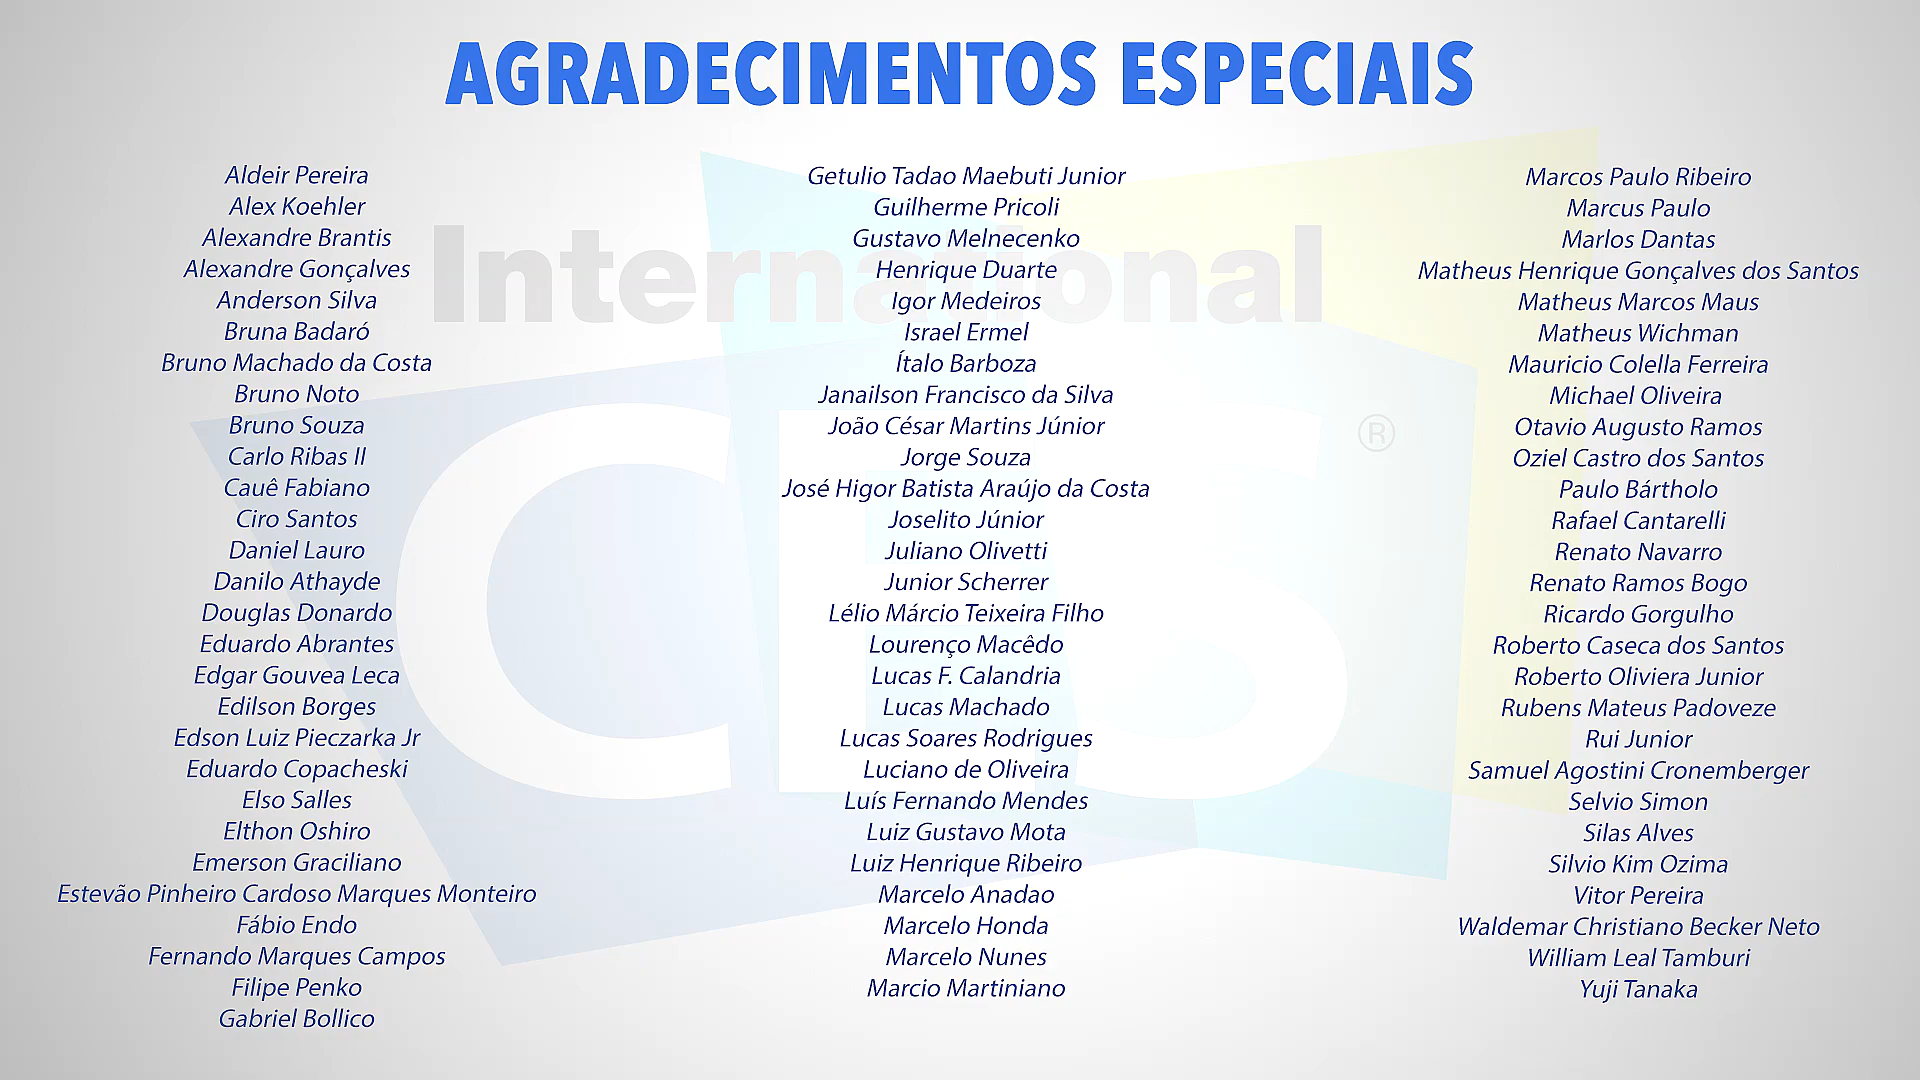 AGRADECIMENTOS ESPECIAIS
Aldeir Pereira
Alex Koehler
Alexandre Brantis
Alexandre Gonçalves
Anderson Silva
Bruna Badaró
Bruno Machado da Costa
Bruno Noto
Bruno Souza
Carlo Ribas II
Cauê Fabiano
Ciro Santos
Daniel Lauro
Danilo Athayde
Douglas Donardo
Eduardo Abrantes
Edgar Gouvea Leca
Edilson Borges
Edson Luiz Pieczarka Jr
Eduardo Copacheski
Elso Salles
Elthon Oshiro
Emerson Graciliano
Estevão Pinheiro Cardoso Marques Monteiro
Fábio Endo
Fernando Marques Campos
Filipe Penko
Gabriel Bollico
Getulio Tadao Maebuti Junior
Guilherme Pricoli
Gustavo Melnecenko
Henrique Duarte
Igor Medeiros
Israel Ermel
Ítalo Barboza
Janailson Francisco da Silva
João César Martins Júnior
Jorge Souza
José Higor Batista Araújo da Costa
Joselito Júnior
Juliano Olivetti
Junior Scherrer
Lélio Márcio Teixeira Filho
Lourenço Macêdo
Lucas F. Calandria
Lucas Machado
Lucas Soares Rodrigues
Luciano de Oliveira
Luís Fernando Mendes
Luiz Gustavo Mota
Luiz Henrique Ribeiro
Marcelo Anadao
Marcelo Honda
Marcelo Nunes
Marcio Martiniano
Marcos Paulo Ribeiro
Marcus Paulo
Marlos Dantas
Matheus Henrique Gonçalves dos Santos
Matheus Marcos Maus
Matheus Wichman
Mauricio Colella Ferreira
Michael Oliveira
Otavio Augusto Ramos
Oziel Castro dos Santos
Paulo Bártholo
Rafael Cantarelli
Renato Navarro
Renato Ramos Bogo
Ricardo Gorgulho
Roberto Caseca dos Santos
Roberto Oliviera Junior
Rubens Mateus Padoveze
Rui Junior
Samuel Agostini Cronemberger
Selvio Simon
Silas Alves
Silvio Kim Ozima
Vitor Pereira
Waldemar Christiano Becker Neto
William Leal Tamburi
Yuji Tanaka
International
CES ®